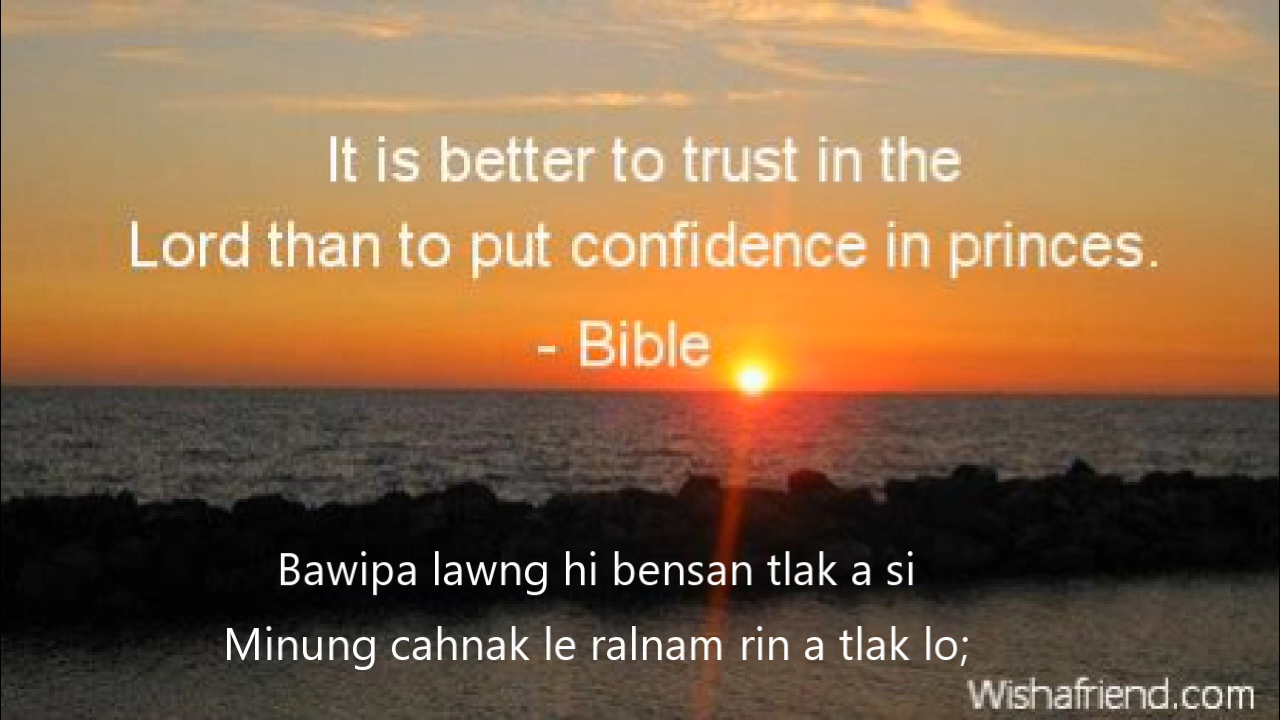 It is better to trust in the
Lord than to put confidence in princes.
- Bible
Bawipa lawng hi bensan tlak a si
Minung cahnak le ralnam rin a tlak lo;
Wishafriend.com